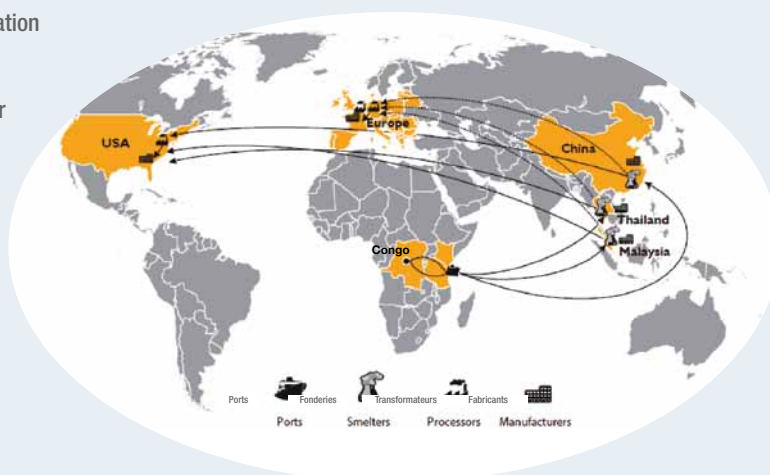 ation
r
USA
Europe
China
Thailand
Malaysia
Congo
Ports Fonderies Transformateurs Fabricants
Ports Smelters Processors Manufacturers